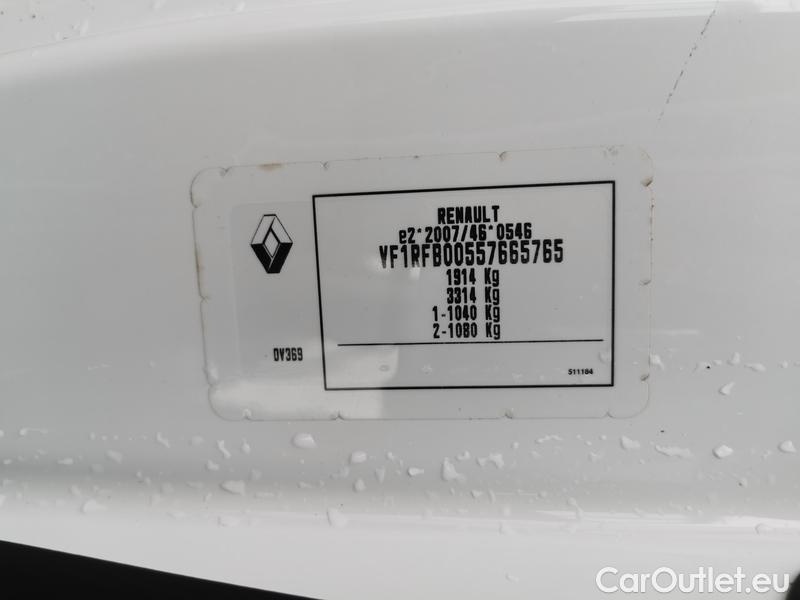 RENAULT
e2*2007/46*0546
VF1RFB00557665765
1914 Kg
3314 Kg
1-1040 Kg
2-1080 Kg
DV369
511184
CarOutlet.eu